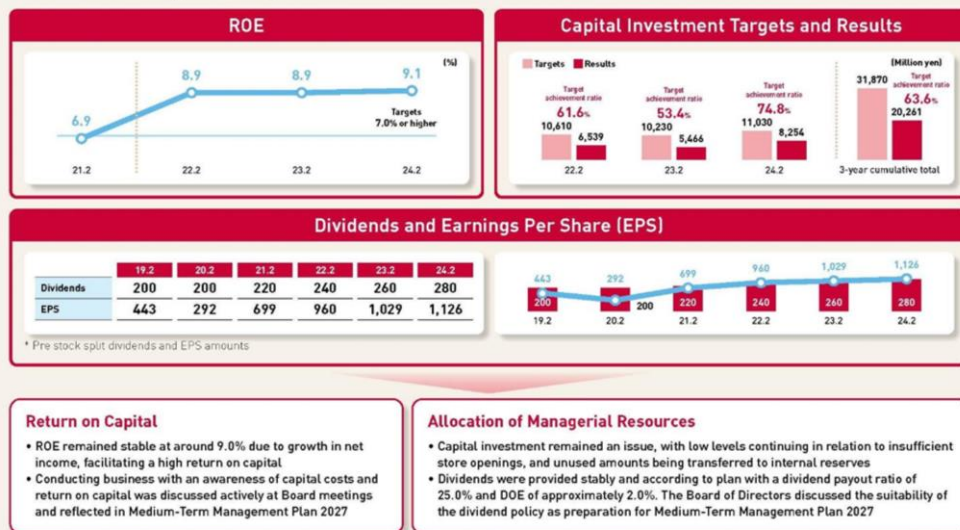 ROE
(%)
6.9
8.9
8.9
9.1
Targets
7.0% or higher
21.2
22.2
23.2
24.2
Capital Investment Targets and Results
Targets
Results
(Million yen)
Target
achievement ratio
61.6%
10,610
6,539
22.2
Target
achievement ratio
53.4%
10,230
5,466
23.2
Target
achievement ratio
74.8%
11,030
8,254
24.2
31,870
Target
achievement ratio
63.6%
20,261
3-year cumulative total
Dividends and Earnings Per Share (EPS)
19.2 20.2 21.2 22.2 23.2 24.2
Dividends 200 200 220 240 260 280
EPS 443 292 699 960 1,029 1,126
* Pre stock split dividends and EPS amounts
443 292 699 960 1,029 1,126
200 200 220 240 260 280
19.2 20.2 21.2 22.2 23.2 24.2
Return on Capital
• ROE remained stable at around 9.0% due to growth in net
income, facilitating a high return on capital
• Conducting business with an awareness of capital costs and
return on capital was discussed actively at Board meetings
and reflected in Medium-Term Management Plan 2027
Allocation of Managerial Resources
• Capital investment remained an issue, with low levels continuing in relation to insufficient
store openings, and unused amounts being transferred to internal reserves
• Dividends were provided stably and according to plan with a dividend payout ratio of
25.0% and DOE of approximately 2.0%. The Board of Directors discussed the suitability of
the dividend policy as preparation for Medium-Term Management Plan 2027